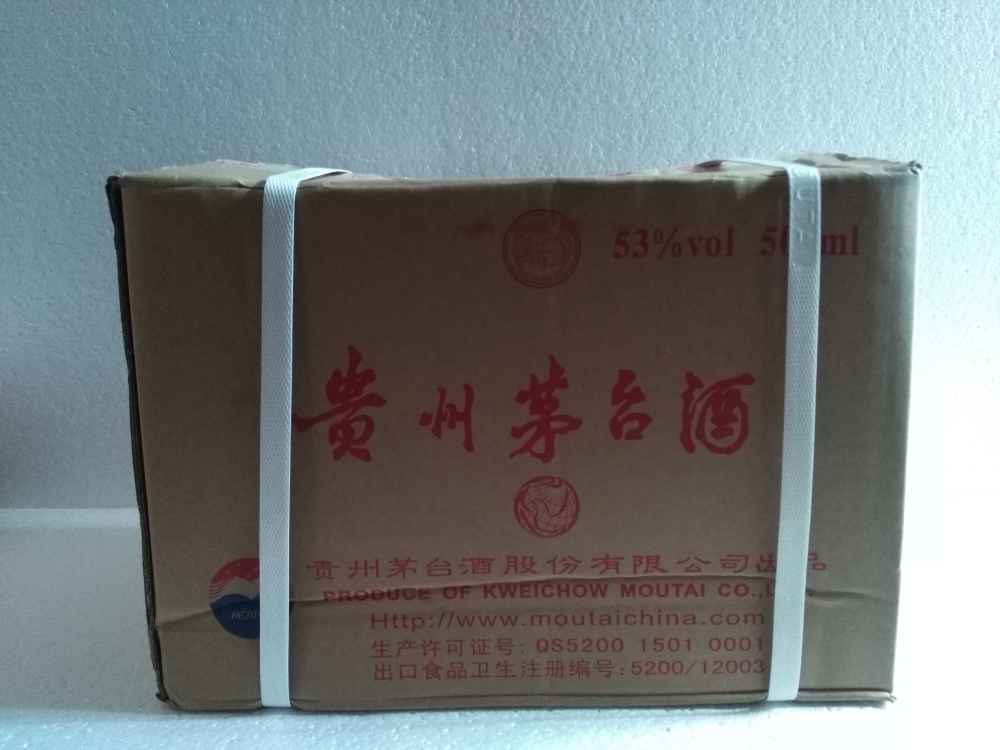 53%vol 500ml
贵州茅台酒
贵州茅台酒股份有限公司出品
PRODUCE OF KWEICHOW MOUTAI CO.,L
Http://www.moutaichina.com
生产许可证号: QS5200 1501 0001
出口食品卫生注册编号: 5200/12003